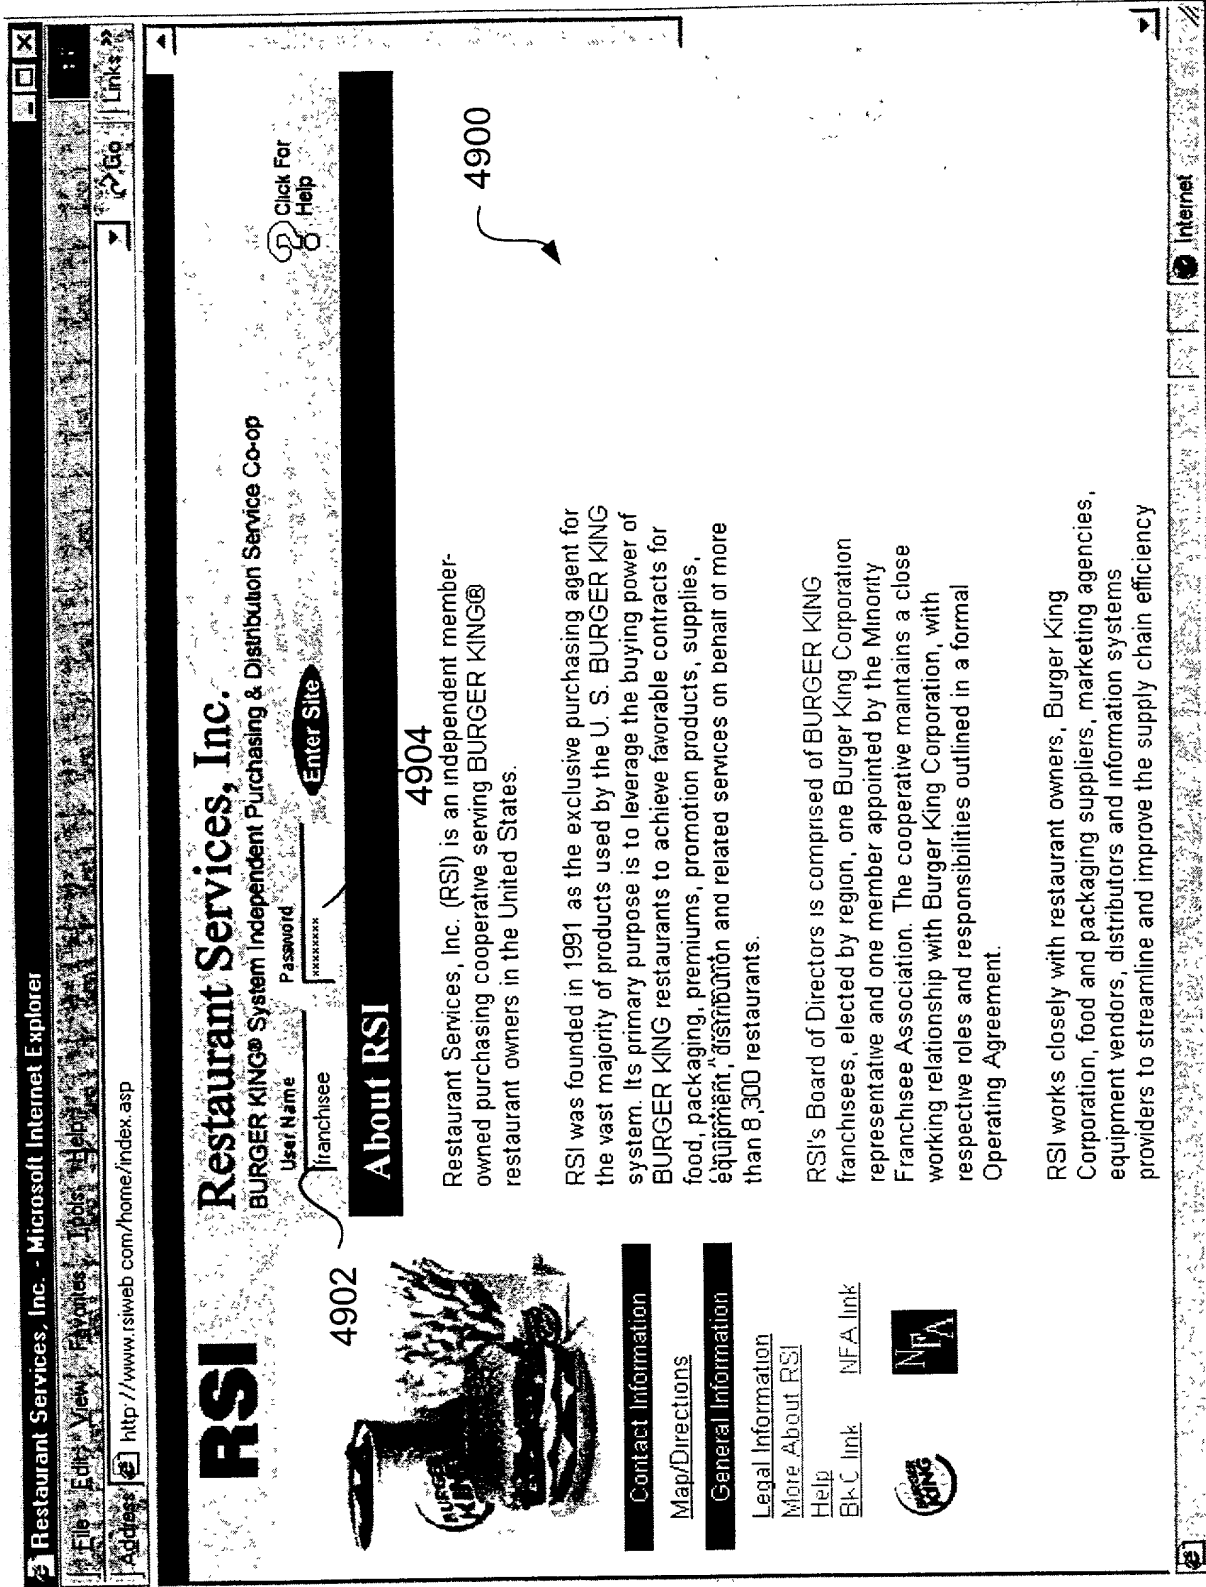 Restaurant Services, Inc. - Microsoft Internet Explorer
File Edit View Favorites Tools Help
Address http://www.rsiweb com/home/index.asp Go Links »
RSI
Restaurant Services, Inc.
BURGER KING® System Independent Purchasing & Distribution Service Co-op
User Name Password
franchisee ******** Enter Site
Click For
Help
4902
4904
4900
About RSI
Restaurant Services, Inc. (RSI) is an independent member-
owned purchasing cooperative serving BURGER KING®
restaurant owners in the United States.
RSI was founded in 1991 as the exclusive purchasing agent for
the vast majority of products used by the U. S. BURGER KING
system. Its primary purpose is to leverage the buying power of
BURGER KING restaurants to achieve favorable contracts for
food, packaging, premiums, promotion products, supplies,
equipment, distribution and related services on behalf of more
than 8,300 restaurants.
RSI's Board of Directors is comprised of BURGER KING
franchisees, elected by region, one Burger King Corporation
representative and one member appointed by the Minority
Franchisee Association. The cooperative maintains a close
working relationship with Burger King Corporation, with
respective roles and responsibilities outlined in a formal
Operating Agreement.
RSI works closely with restaurant owners, Burger King
Corporation, food and packaging suppliers, marketing agencies,
equipment vendors, distributors and information systems
providers to streamline and improve the supply chain efficiency
BURGER
KING
Contact Information
Map/Directions
General Information
Legal Information
More About RSI
Help
BKC link NFA link
BURGER
KING
NFA
Internet